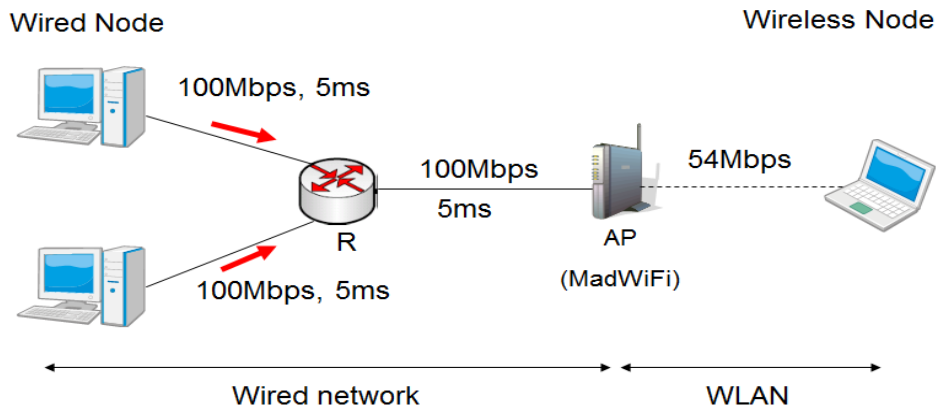 Wired Node
Wireless Node
100Mbps, 5ms
100Mbps
5ms
54Mbps
R
AP
(MadWiFi)
100Mbps, 5ms
Wired network
WLAN